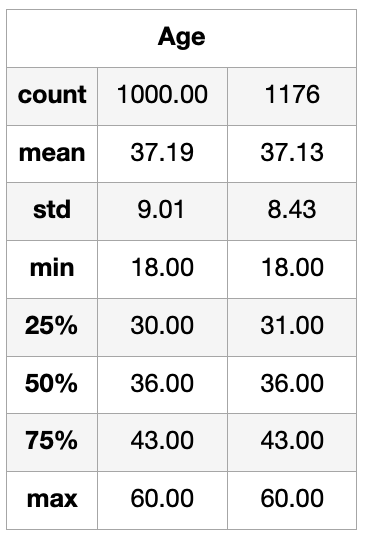 Age
count 1000.00 1176
mean 37.19 37.13
std 9.01 8.43
min 18.00 18.00
25% 30.00 31.00
50% 36.00 36.00
75% 43.00 43.00
max 60.00 60.00